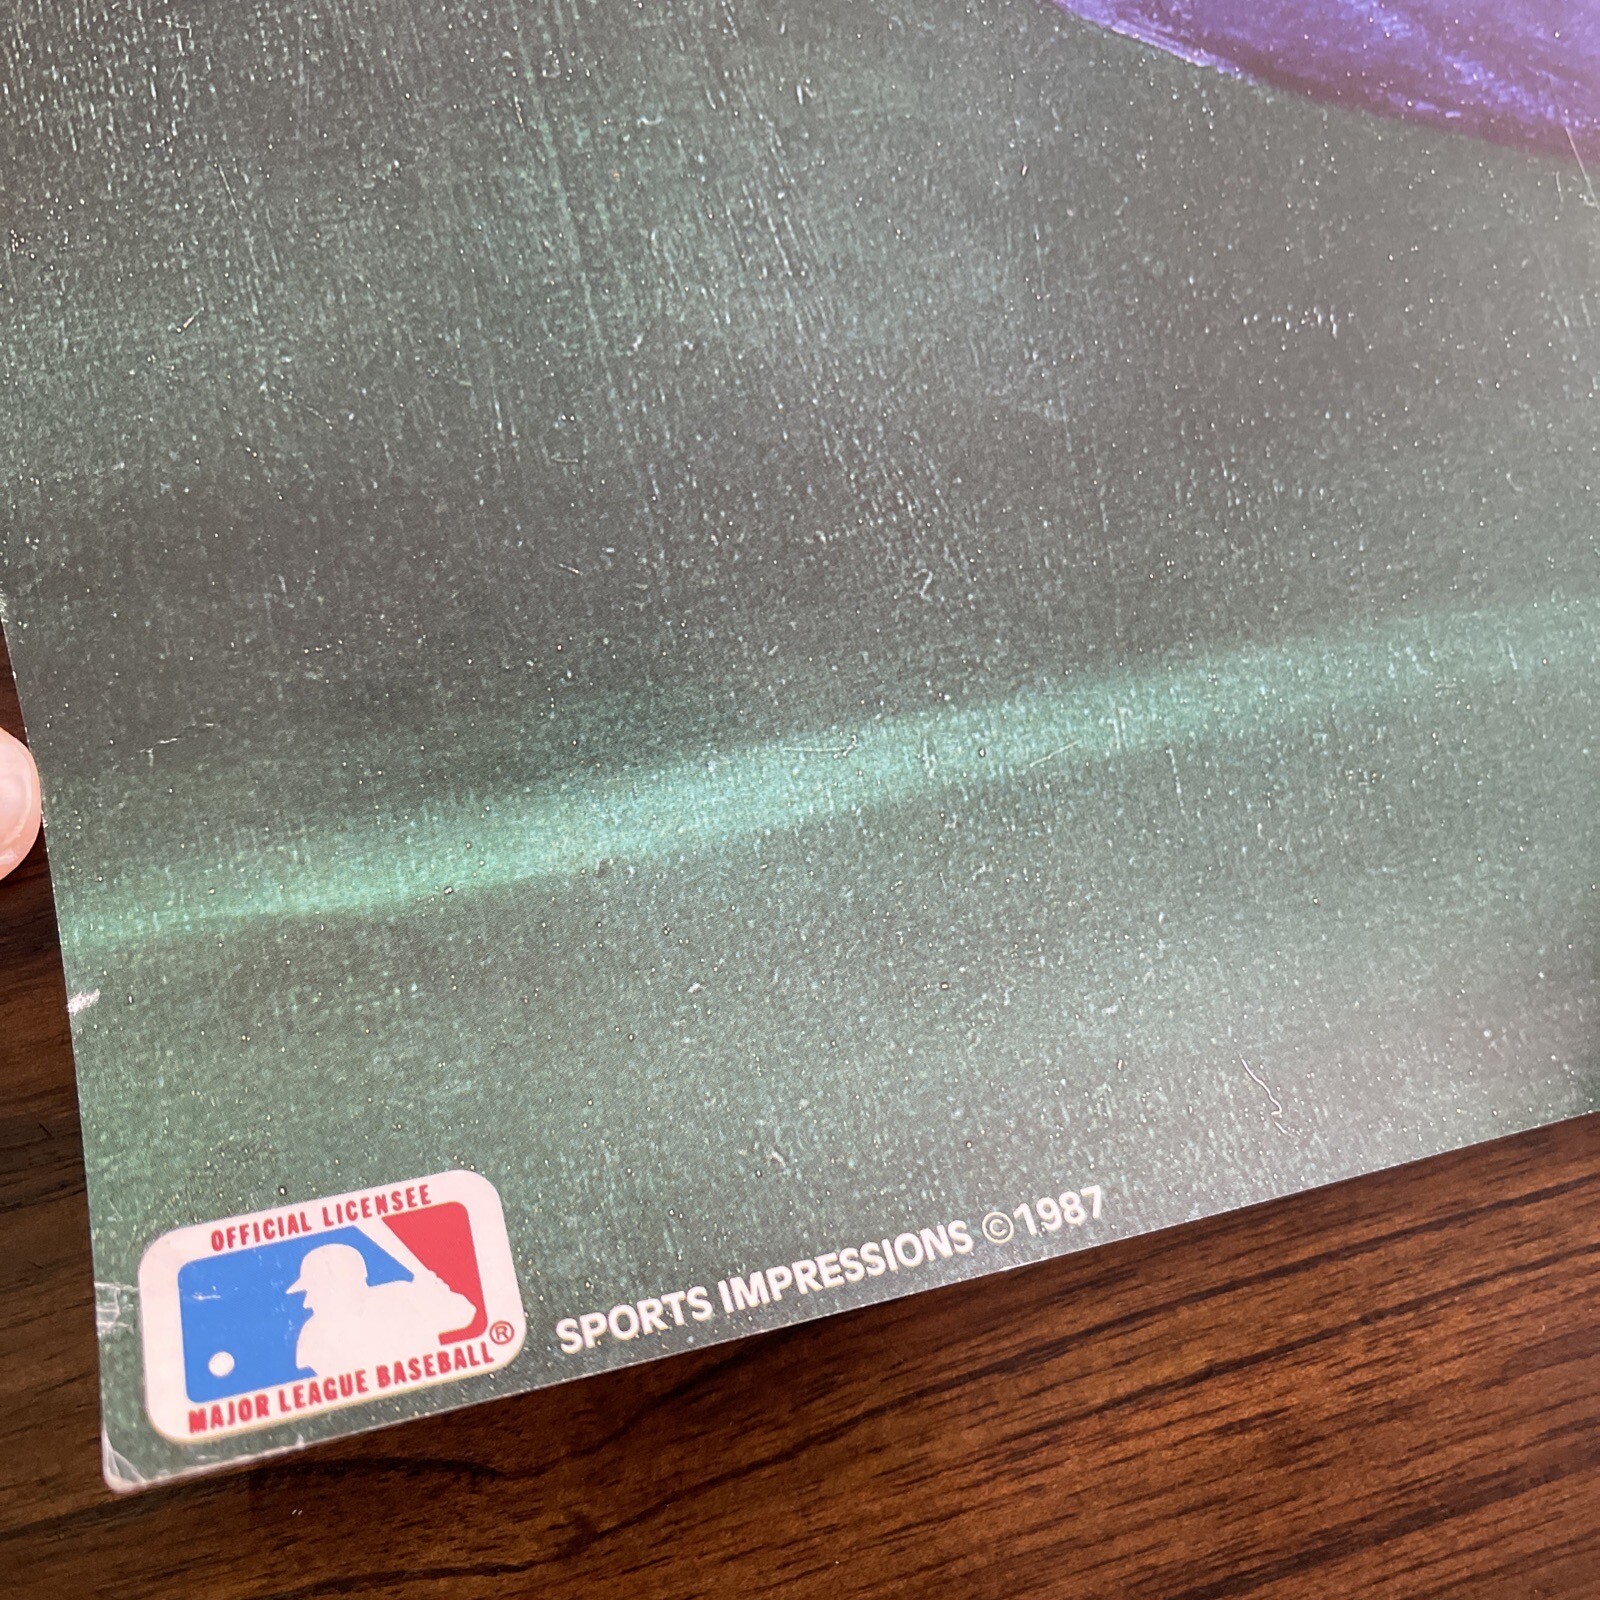 OFFICIAL LICENSEE
MAJOR LEAGUE BASEBALL®
SPORTS IMPRESSIONS ©1987